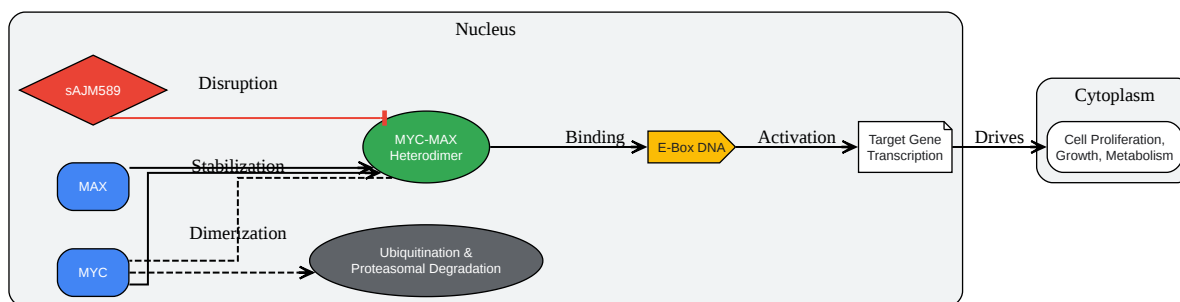 Nucleus
sAJM589
Disruption
MYC-MAX
Heterodimer
Binding
E-Box DNA
Activation
Target Gene
Transcription
Drives
Cytoplasm
Cell Proliferation,
Growth, Metabolism
Stabilization
MAX
Dimerization
MYC
Ubiquitination &
Proteasomal Degradation